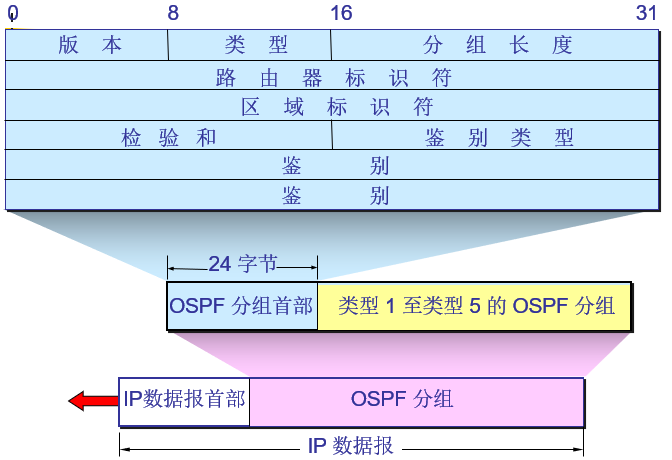 0 8 16 31
版 本 类 型 分 组 长 度
路 由 器 标 识 符
区 域 标 识 符
检 验 和 鉴 别 类 型
鉴 别
鉴 别
24 字节
OSPF 分组首部 类型 1 至类型 5 的 OSPF 分组
IP数据报首部 OSPF 分组
IP 数据报